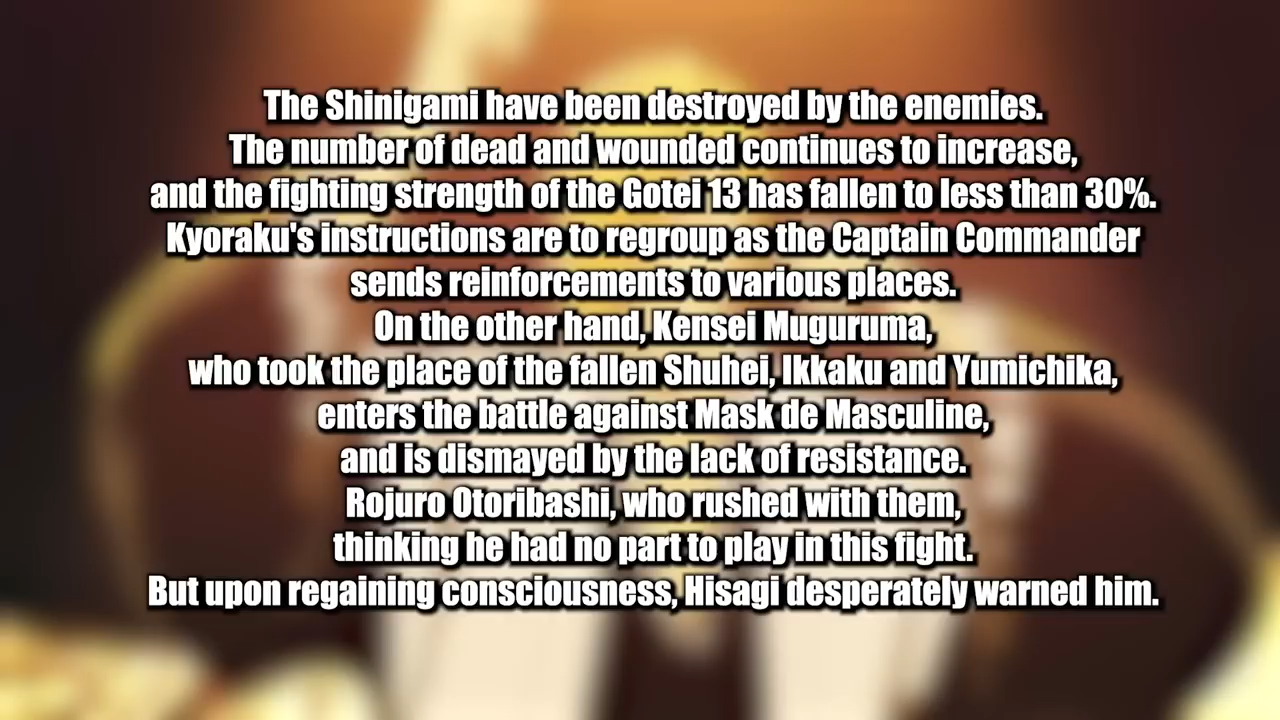 The Shinigami have been destroyed by the enemies.
The number of dead and wounded continues to increase,
and the fighting strength of the Gotei 13 has fallen to less than 30%.
Kyoraku's instructions are to regroup as the Captain Commander
sends reinforcements to various places.
On the other hand, Kensei Muguruma,
who took the place of the fallen Shuhei, Ikkaku and Yumichika,
enters the battle against Mask de Masculine,
and is dismayed by the lack of resistance.
Rojuro Otoribashi, who rushed with them,
thinking he had no part to play in this fight.
But upon regaining consciousness, Hisagi desperately warned him.